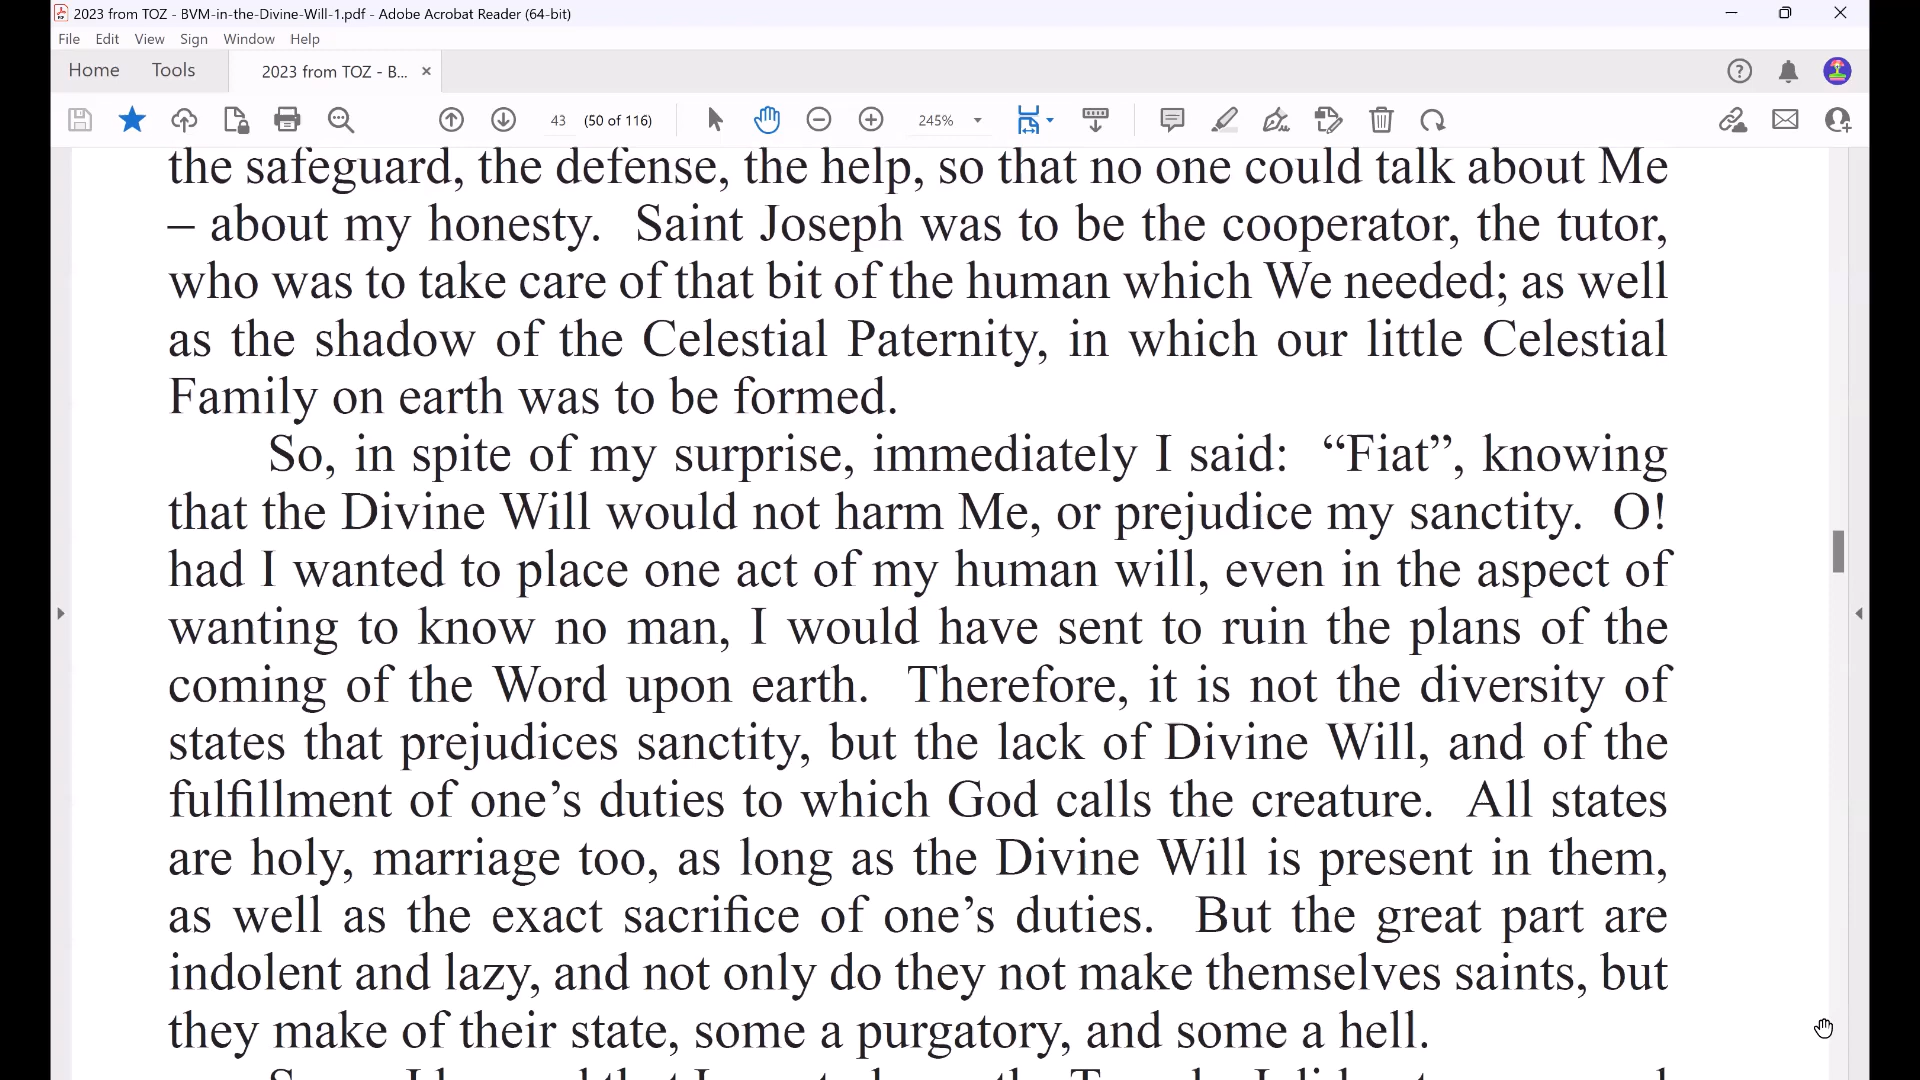 2023 from TOZ - BVM-in-the-Divine-Will-1.pdf - Adobe Acrobat Reader (64-bit)
File Edit View Sign Window Help
Home Tools 2023 from TOZ - B...
43 (50 of 116) 245%
the safeguard, the defense, the help, so that no one could talk about Me
– about my honesty. Saint Joseph was to be the cooperator, the tutor,
who was to take care of that bit of the human which We needed; as well
as the shadow of the Celestial Paternity, in which our little Celestial
Family on earth was to be formed.
So, in spite of my surprise, immediately I said: “Fiat”, knowing
that the Divine Will would not harm Me, or prejudice my sanctity. O!
had I wanted to place one act of my human will, even in the aspect of
wanting to know no man, I would have sent to ruin the plans of the
coming of the Word upon earth. Therefore, it is not the diversity of
states that prejudices sanctity, but the lack of Divine Will, and of the
fulfillment of one’s duties to which God calls the creature. All states
are holy, marriage too, as long as the Divine Will is present in them,
as well as the exact sacrifice of one’s duties. But the great part are
indolent and lazy, and not only do they not make themselves saints, but
they make of their state, some a purgatory, and some a hell.